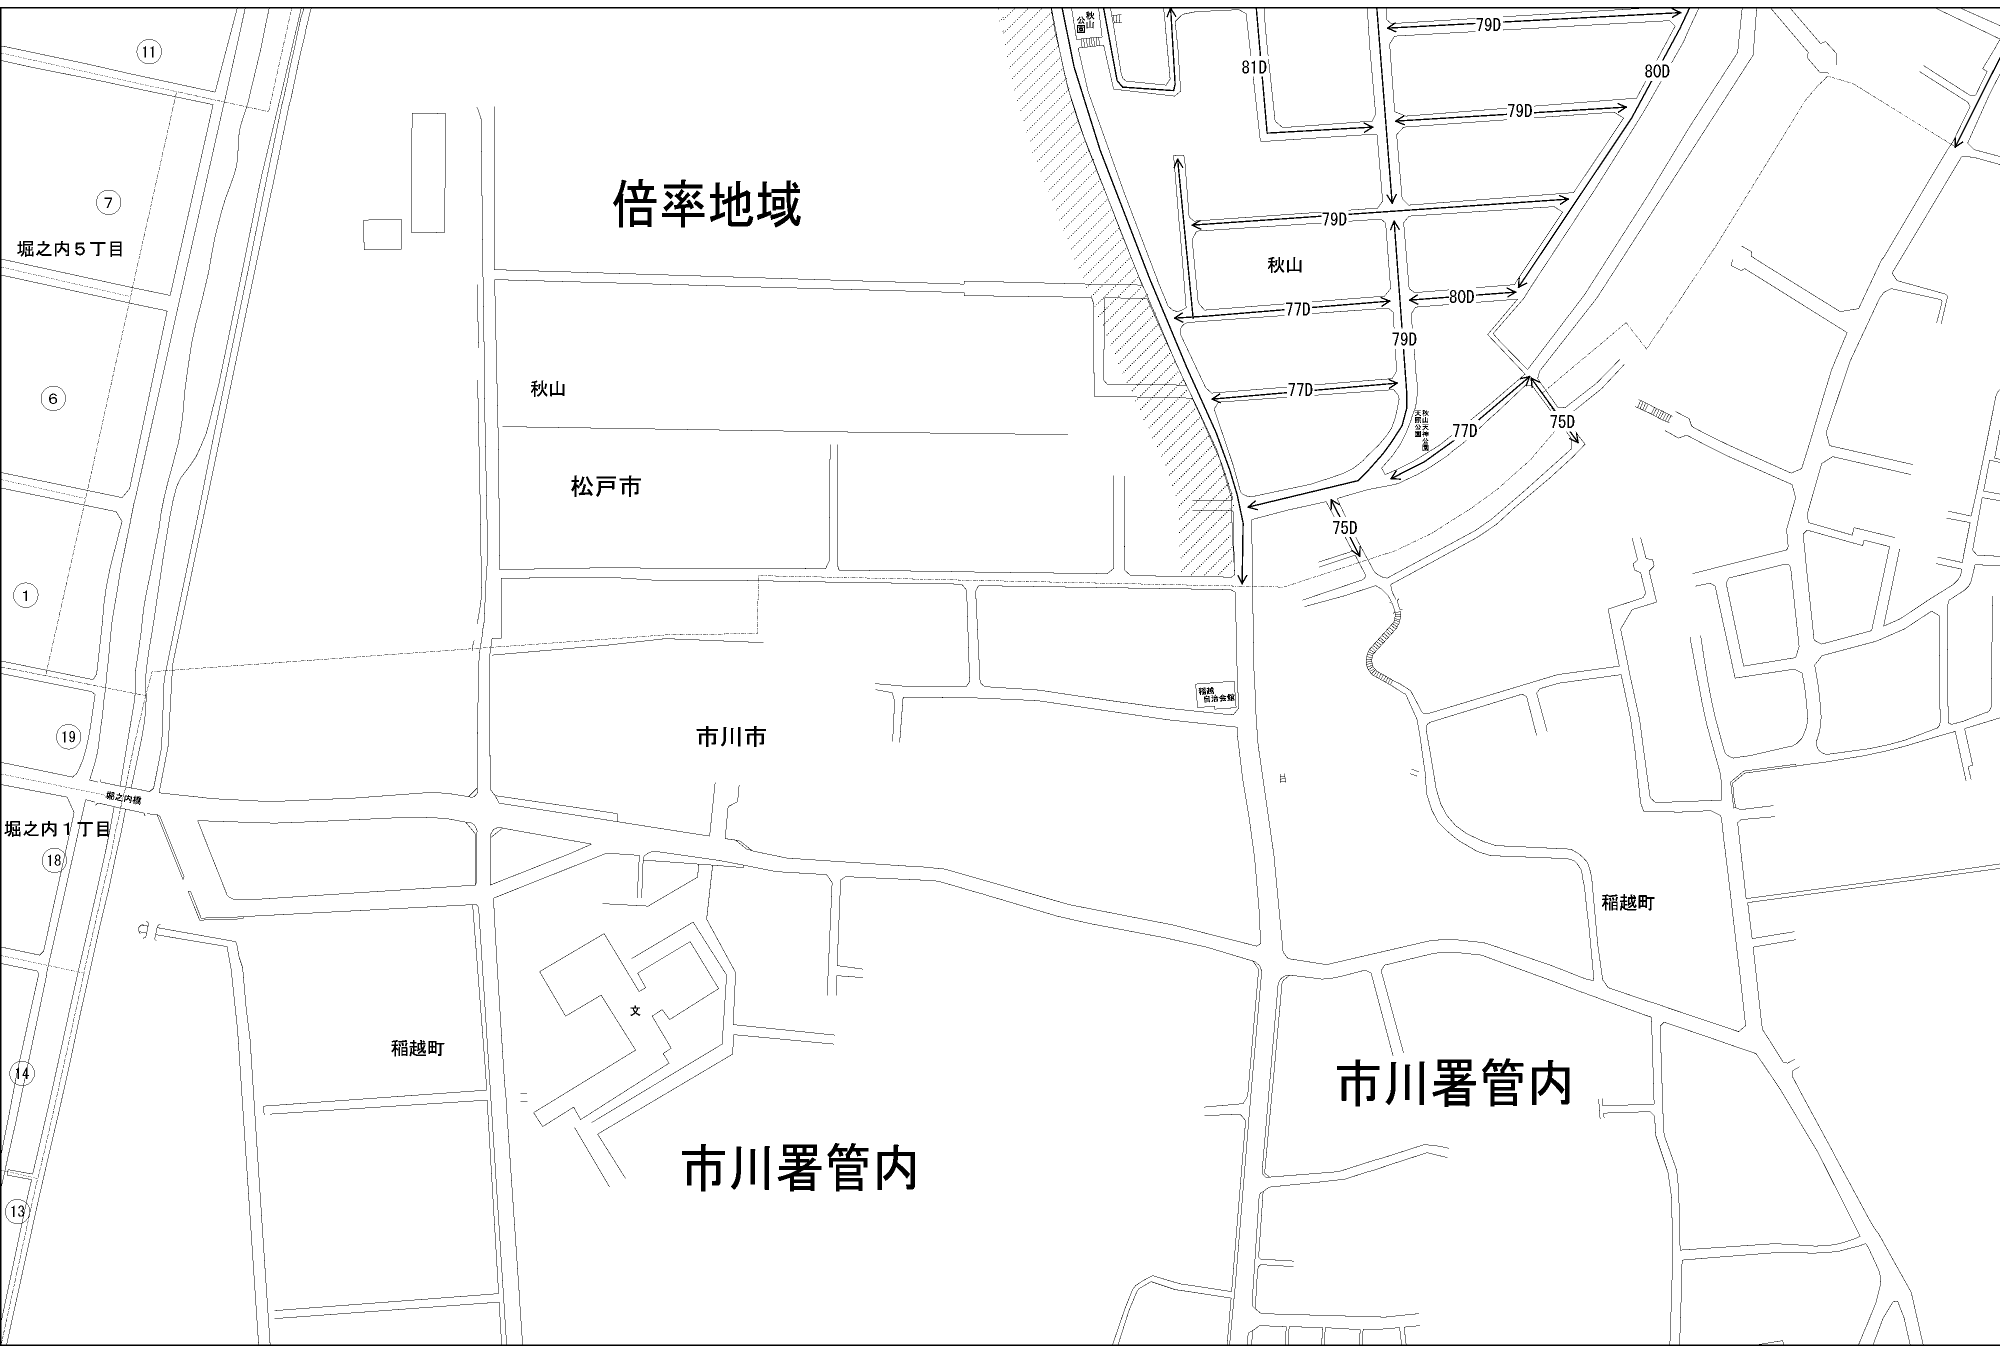 11
秋山
公園
79D
81D
80D
79D
7
倍率地域
79D
堀之内5丁目
秋山
77D
80D
79D
6
秋山
77D
秋山天神
77D
75D
松戸市
75D
1
稲越
自治会館
19
市川市
堀之内橋
堀之内1丁目
18
稲越町
文
稲越町
14
市川署管内
市川署管内
13